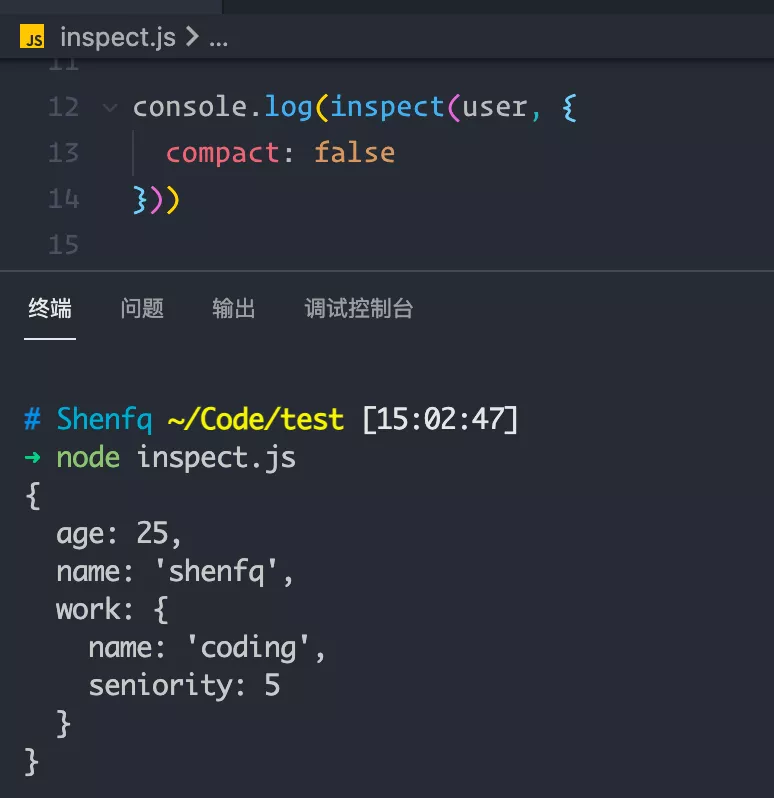 JS inspect.js > ...
11
12 console.log(inspect(user, {
13 compact: false
14 }))
15
终端 问题 输出 调试控制台
# Shenfq ~/Code/test [15:02:47]
→ node inspect.js
{
  age: 25,
  name: 'shenfq',
  work: {
    name: 'coding',
    seniority: 5
  }
}